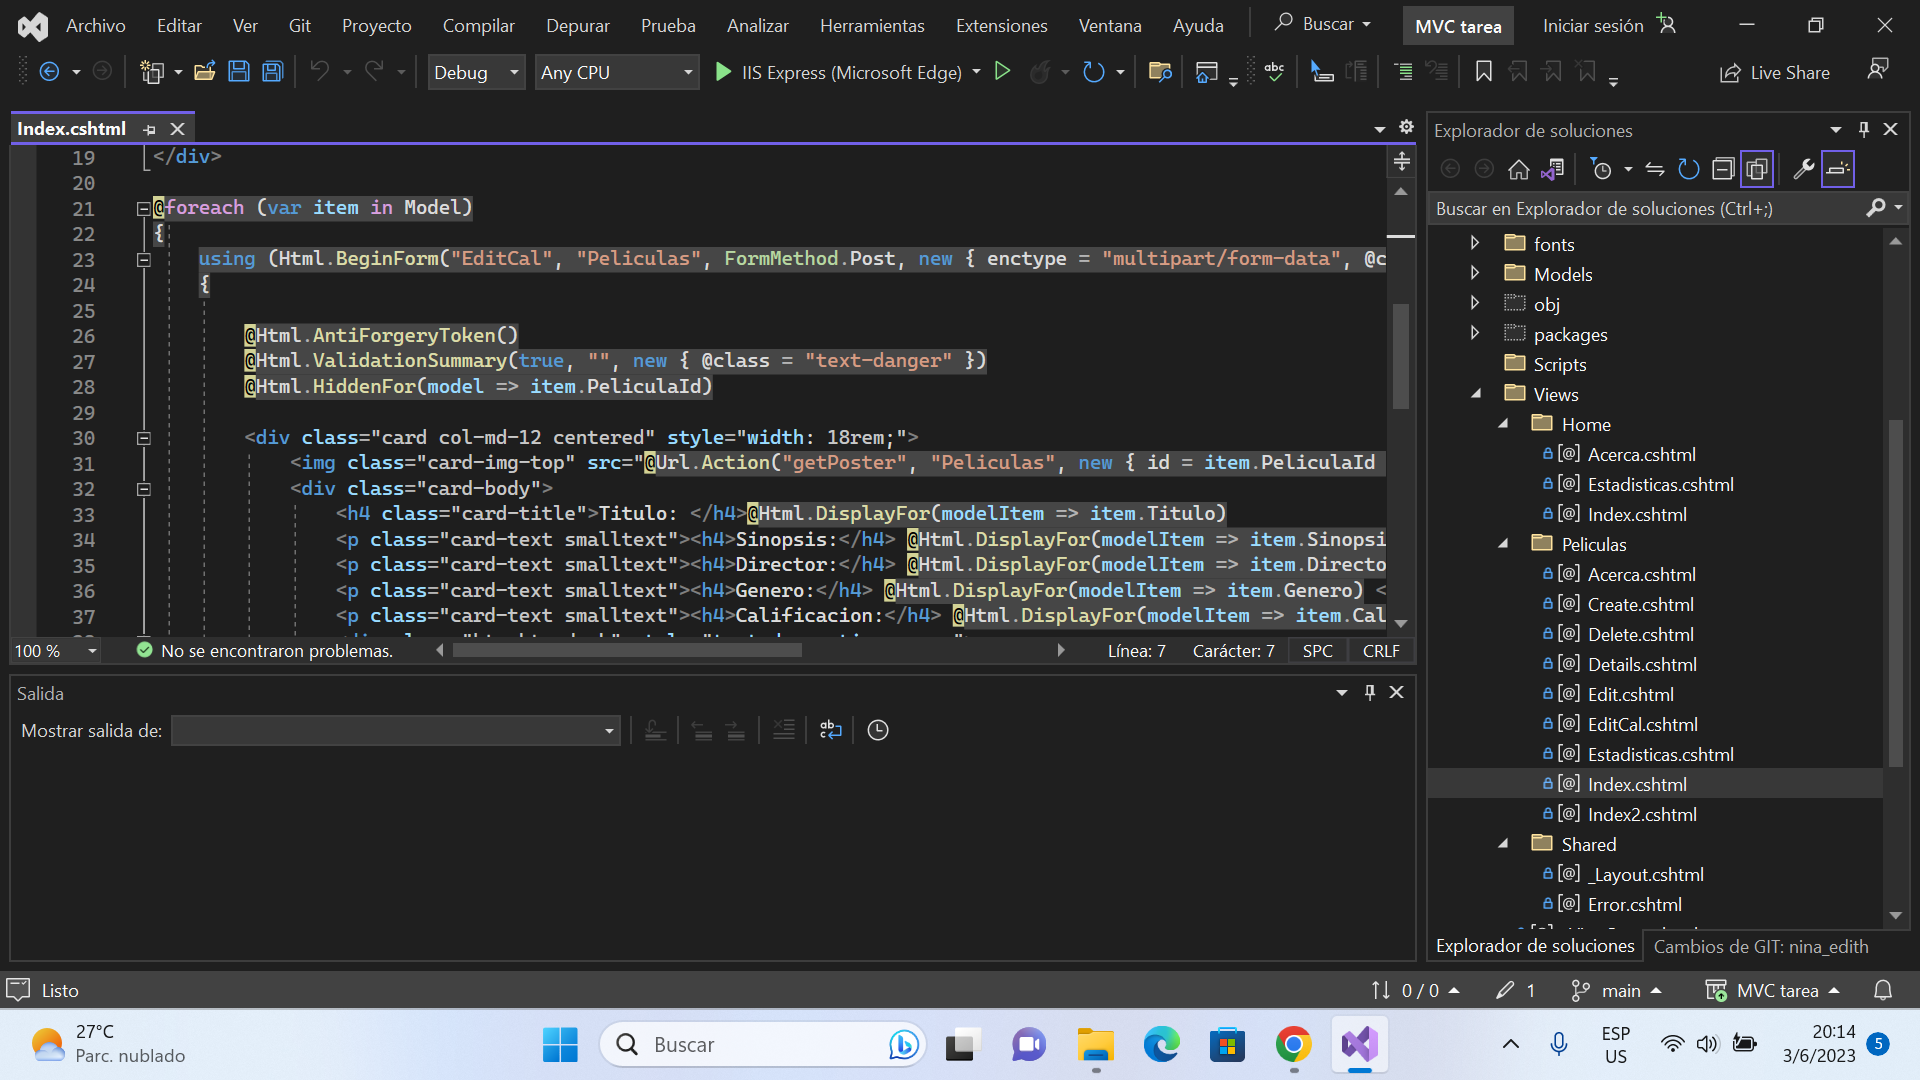 Archivo Editar Ver Git Proyecto Compilar Depurar Prueba Analizar Herramientas Extensiones Ventana Ayuda Buscar MVC tarea Iniciar sesión
Debug Any CPU IIS Express (Microsoft Edge) Live Share
Index.cshtml
19 </div>
20
21 @foreach (var item in Model)
22 {
23 using (Html.BeginForm("EditCal", "Peliculas", FormMethod.Post, new { enctype = "multipart/form-data", @c
24 {
25
26 @Html.AntiForgeryToken()
27 @Html.ValidationSummary(true, "", new { @class = "text-danger" })
28 @Html.HiddenFor(model => item.PeliculaId)
29
30 <div class="card col-md-12 centered" style="width: 18rem;">
31 <img class="card-img-top" src="@Url.Action("getPoster", "Peliculas", new { id = item.PeliculaId
32 <div class="card-body">
33 <h4 class="card-title">Titulo: </h4>@Html.DisplayFor(modelItem => item.Titulo)
34 <p class="card-text smalltext"><h4>Sinopsis:</h4> @Html.DisplayFor(modelItem => item.Sinopsi
35 <p class="card-text smalltext"><h4>Director:</h4> @Html.DisplayFor(modelItem => item.Directo
36 <p class="card-text smalltext"><h4>Genero:</h4> @Html.DisplayFor(modelItem => item.Genero) <
37 <p class="card-text smalltext"><h4>Calificacion:</h4> @Html.DisplayFor(modelItem => item.Cal
100 % No se encontraron problemas. Línea: 7 Carácter: 7 SPC CRLF
Salida
Mostrar salida de:
Explorador de soluciones
Buscar en Explorador de soluciones (Ctrl+;)
fonts
Models
obj
packages
Scripts
Views
Home
Acerca.cshtml
Estadisticas.cshtml
Index.cshtml
Peliculas
Acerca.cshtml
Create.cshtml
Delete.cshtml
Details.cshtml
Edit.cshtml
EditCal.cshtml
Estadisticas.cshtml
Index.cshtml
Index2.cshtml
Shared
_Layout.cshtml
Error.cshtml
Explorador de soluciones Cambios de GIT: nina_edith
Listo 0 / 0 1 main MVC tarea
27°C
Parc. nublado
Buscar
ESP
US
20:14
3/6/2023
5